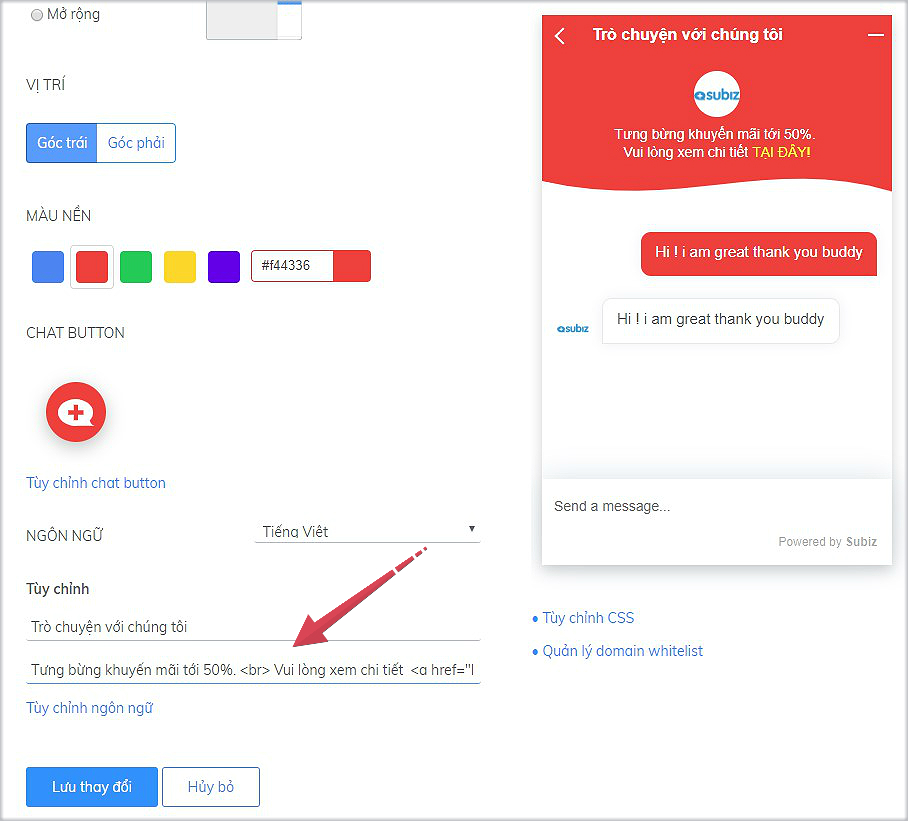 Mở rộng
VỊ TRÍ
Góc trái
Góc phải
MÀU NỀN
#f44336
CHAT BUTTON
Tùy chỉnh chat button
NGÔN NGỮ
Tiếng Việt
Tùy chỉnh
Trò chuyện với chúng tôi
Tưng bừng khuyến mãi tới 50%. <br> Vui lòng xem chi tiết <a href="l
Tùy chỉnh ngôn ngữ
Lưu thay đổi
Hủy bỏ
Trò chuyện với chúng tôi
subiz
Tưng bừng khuyến mãi tới 50%.
Vui lòng xem chi tiết TẠI ĐÂY!
Hi ! i am great thank you buddy
subiz
Hi ! i am great thank you buddy
Send a message...
Powered by Subiz
• Tùy chỉnh CSS
• Quản lý domain whitelist